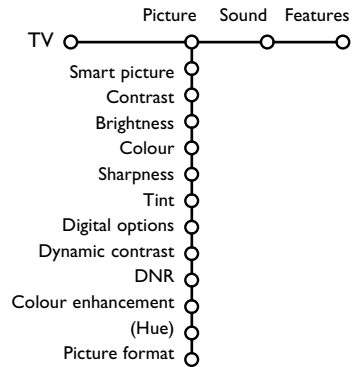 Picture Sound Features
TV
Smart picture
Contrast
Brightness
Colour
Sharpness
Tint
Digital options
Dynamic contrast
DNR
Colour enhancement
(Hue)
Picture format